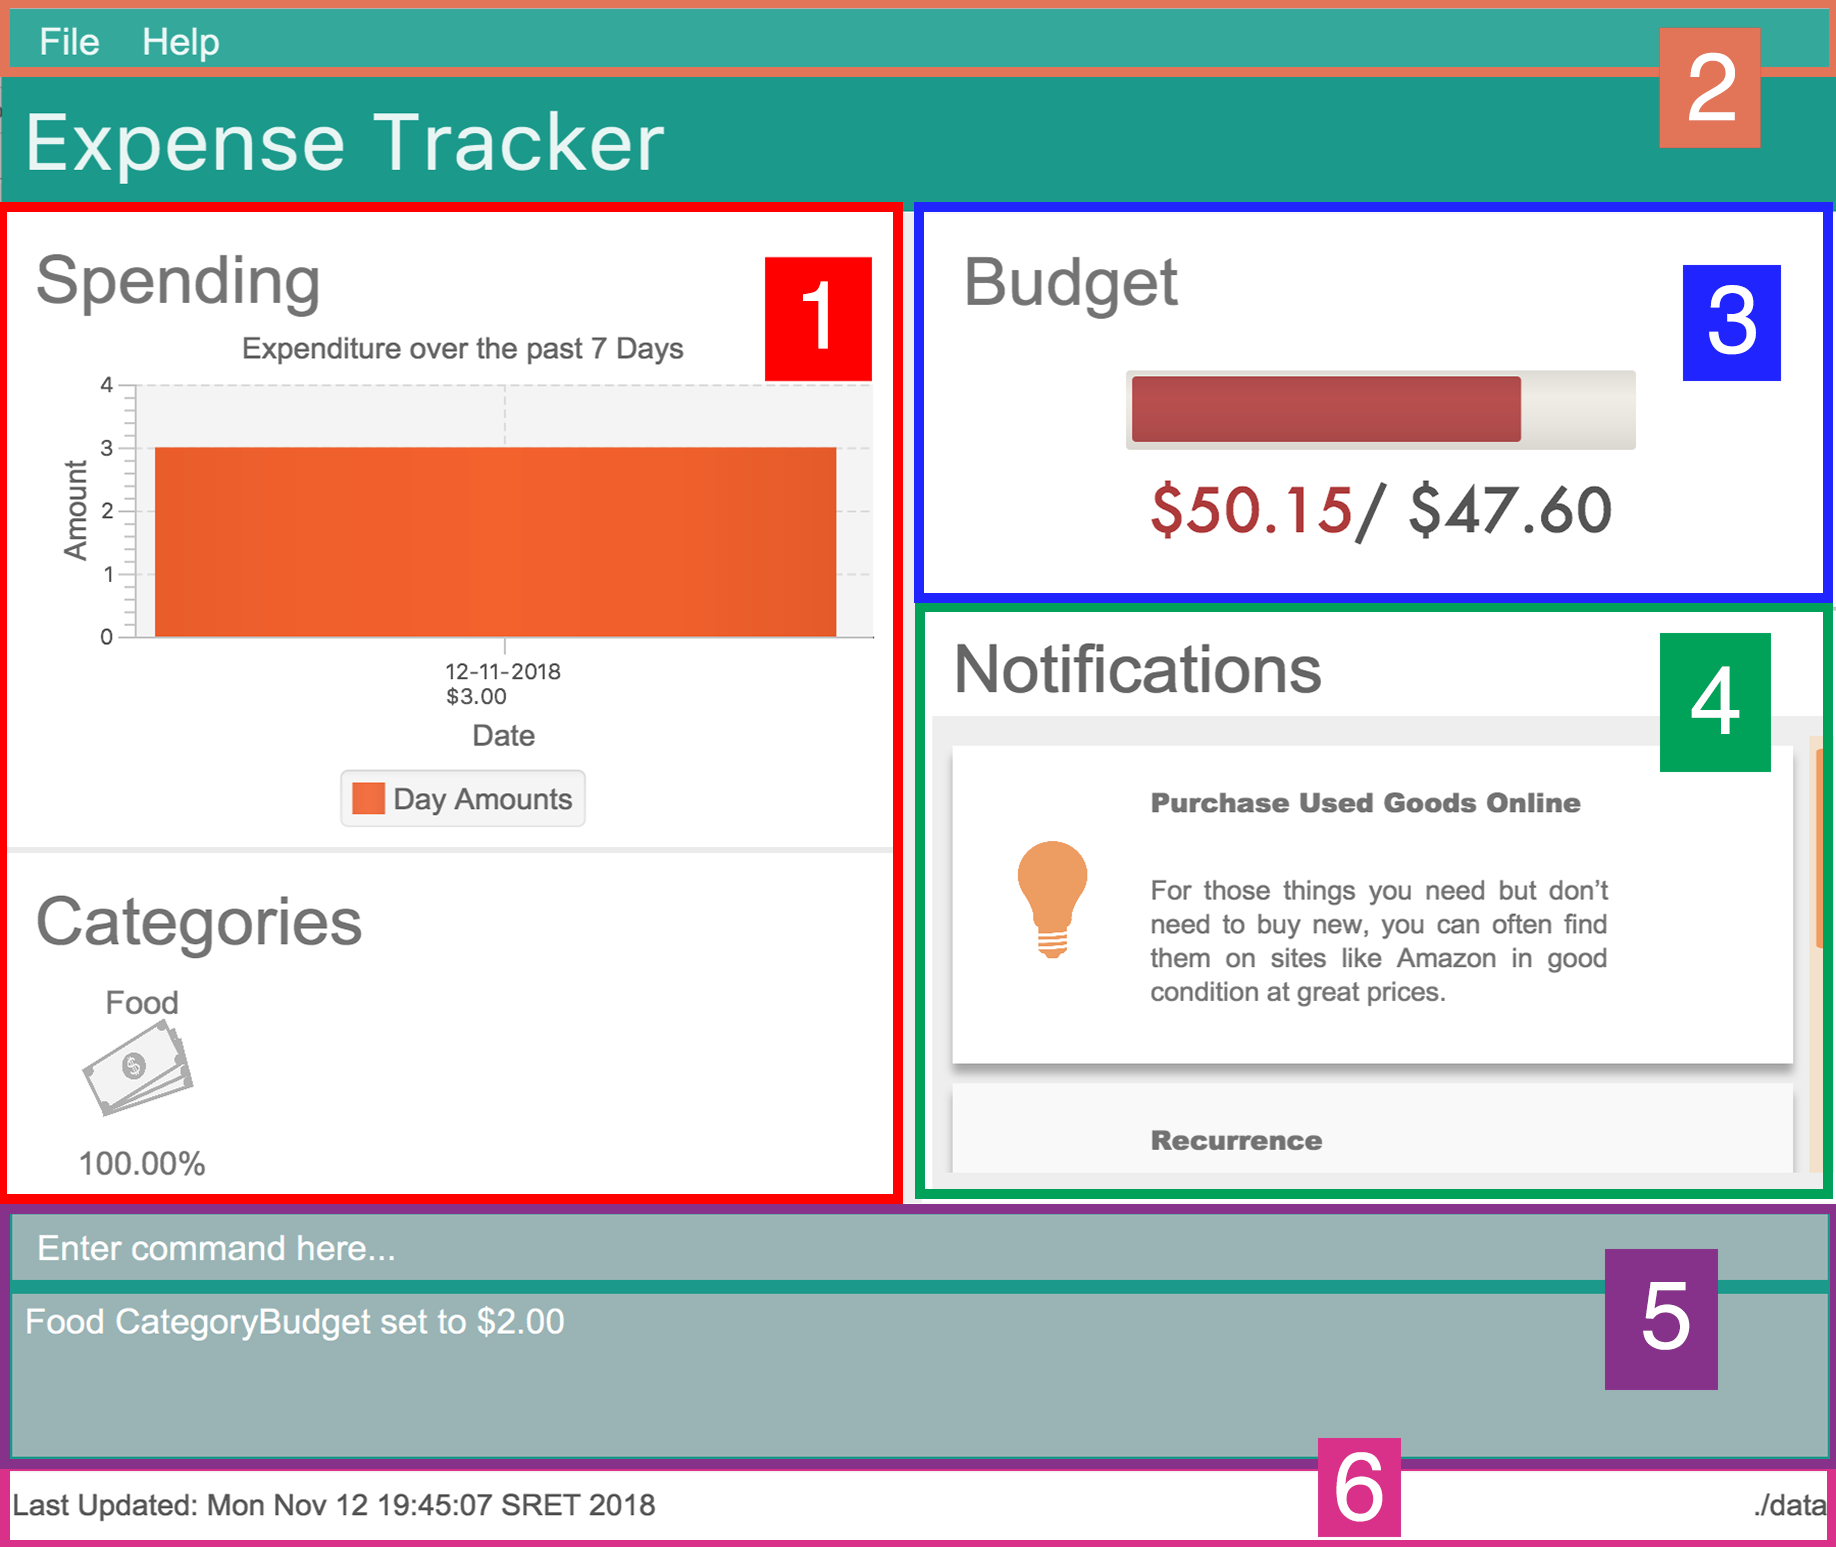 File Help
2
Expense Tracker
Spending
1
Expenditure over the past 7 Days
4
3
2
1
0
Amount
12-11-2018
$3.00
Date
Day Amounts
Categories
Food
$
100.00%
Budget
3
$50.15/ $47.60
Notifications
4
Purchase Used Goods Online
For those things you need but don’t
need to buy new, you can often find
them on sites like Amazon in good
condition at great prices.
Recurrence
Enter command here...
5
Food CategoryBudget set to $2.00
6
Last Updated: Mon Nov 12 19:45:07 SRET 2018
./data